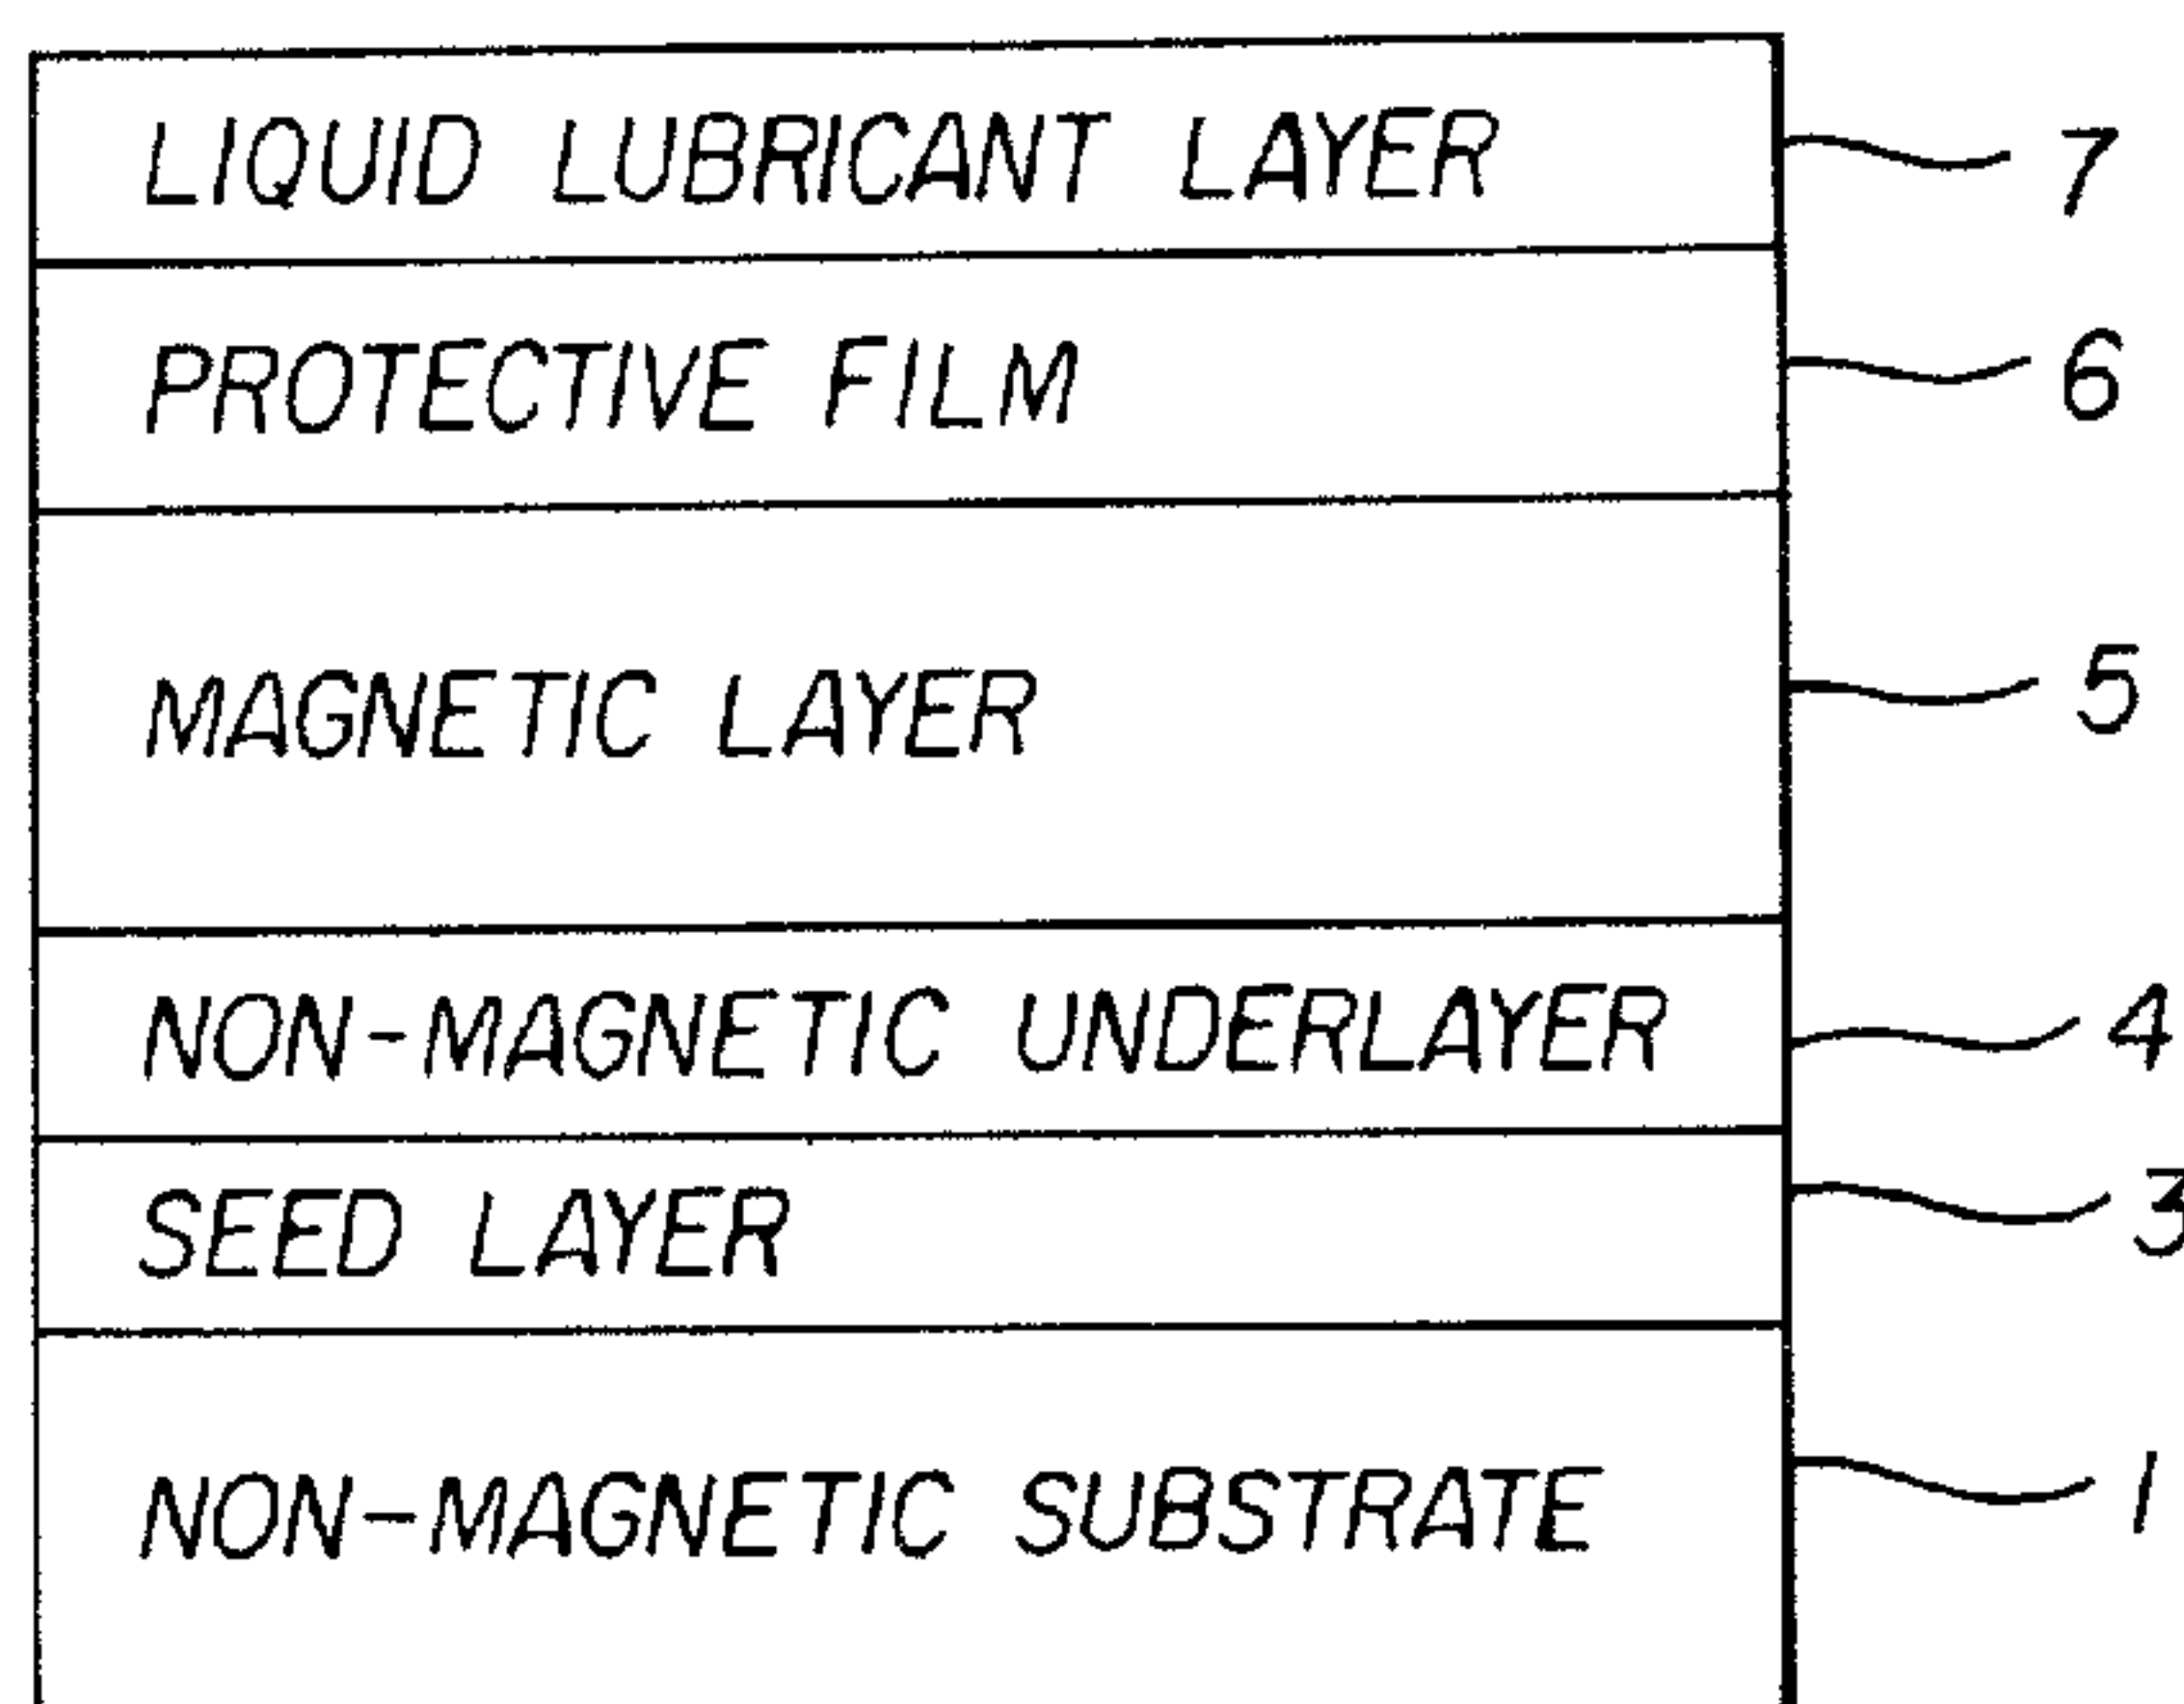 LIQUID LUBRICANT LAYER 7
PROTECTIVE FILM 6
MAGNETIC LAYER 5
NON-MAGNETIC UNDERLAYER 4
SEED LAYER 3
NON-MAGNETIC SUBSTRATE 1